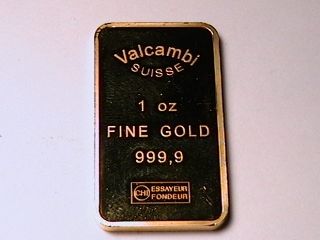 Valcambi
SUISSE
1 oz
FINE GOLD
999,9
CHI ESSAYEUR
FONDEUR